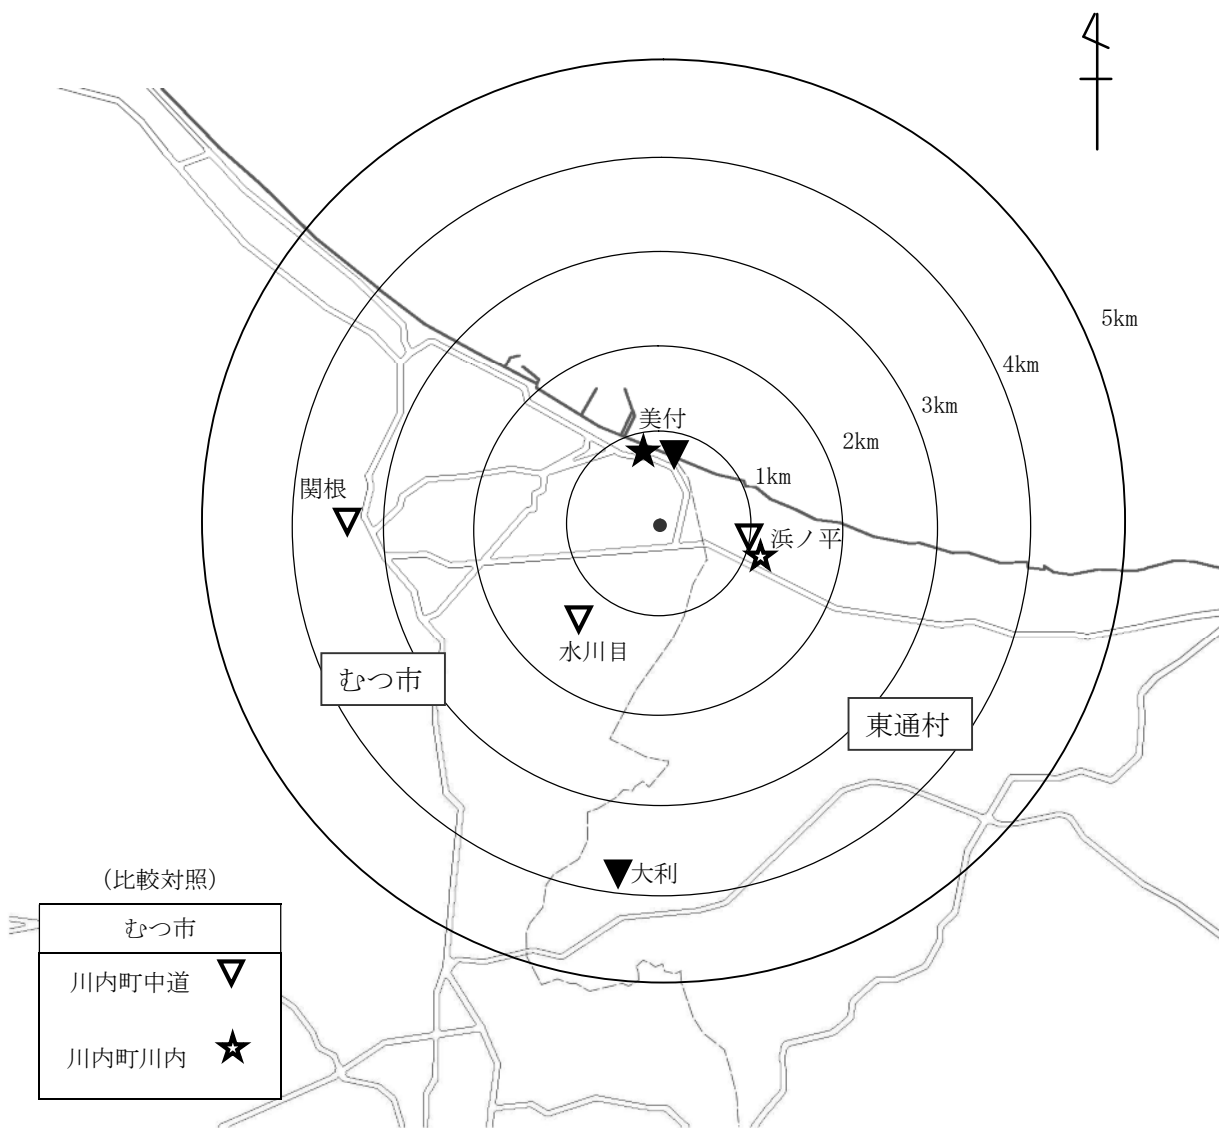 5km
4km
3km
美付
2km
1km
関根
浜ノ平
水川目
むつ市
東通村
大利
(比較対照)
むつ市
川内町中道
川内町川内